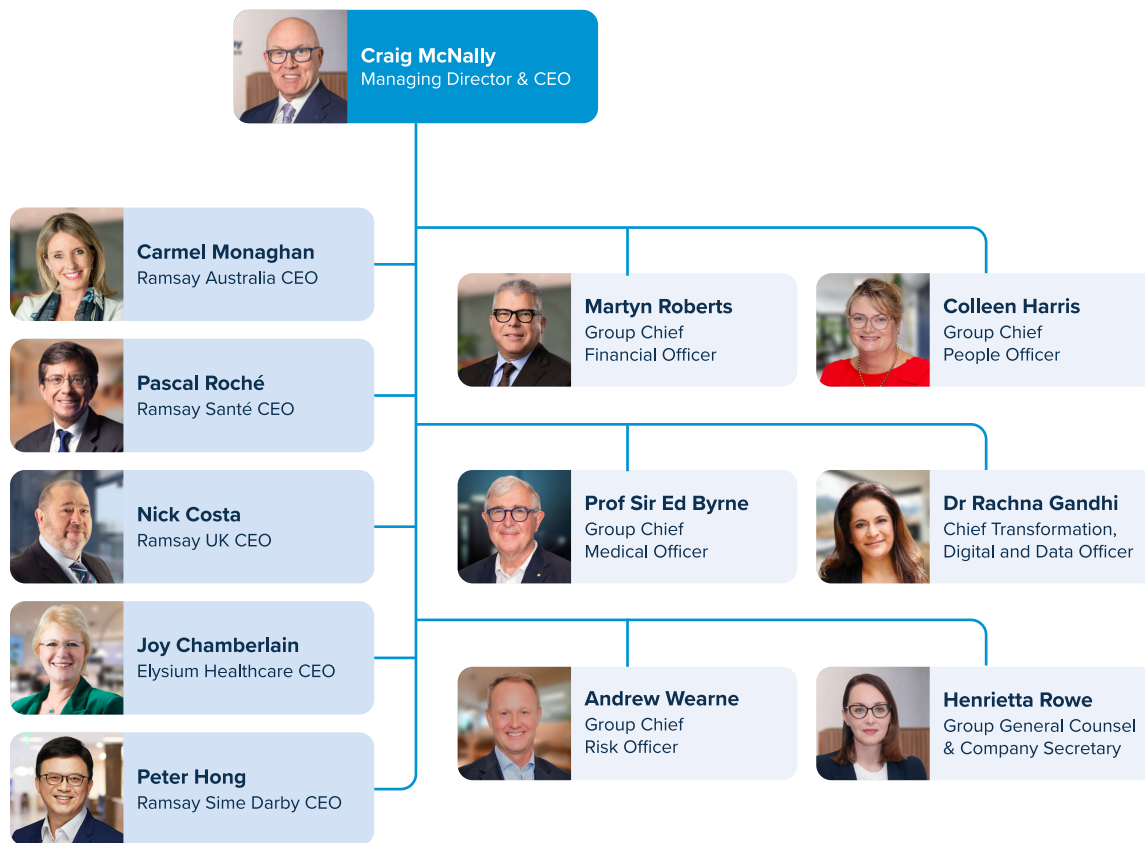 Craig McNally
Managing Director & CEO
Carmel Monaghan
Ramsay Australia CEO
Pascal Roché
Ramsay Santé CEO
Nick Costa
Ramsay UK CEO
Joy Chamberlain
Elysium Healthcare CEO
Peter Hong
Ramsay Sime Darby CEO
Martyn Roberts
Group Chief
Financial Officer
Colleen Harris
Group Chief
People Officer
Prof Sir Ed Byrne
Group Chief
Medical Officer
Dr Rachna Gandhi
Chief Transformation,
Digital and Data Officer
Andrew Wearne
Group Chief
Risk Officer
Henrietta Rowe
Group General Counsel
& Company Secretary